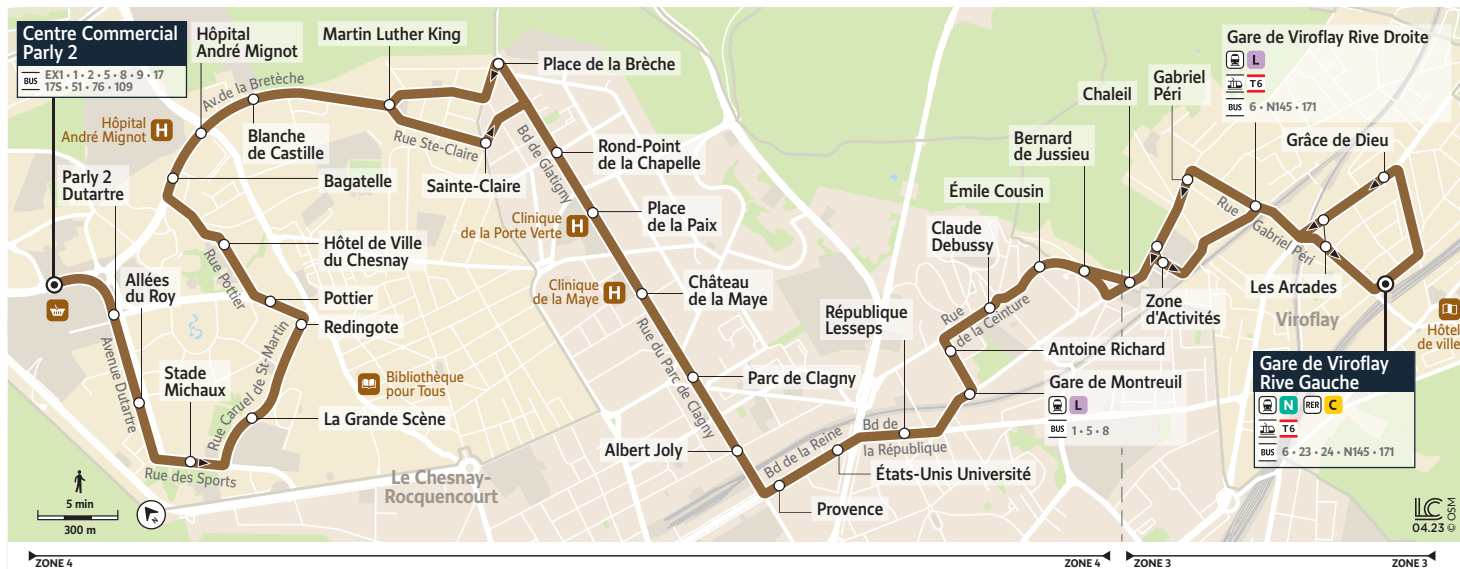 Centre Commercial
Parly 2
BUS
EX1 • 1 • 2 • 5 • 8 • 9 • 17
17S • 51 • 76 • 109
Hôpital
André Mignot
Martin Luther King
Place de la Brèche
Av.de la Bretèche
Hôpital
André Mignot
H
Blanche
de Castille
Rue Ste-Claire
Sainte-Claire
Bd de Glatigny
Rond-Point
de la Chapelle
Parly 2
Dutartre
Bagatelle
Clinique
de la Porte Verte
H
Place
de la Paix
Hôtel de Ville
du Chesnay
Rue Pottier
Allées
du Roy
Pottier
Redingote
Clinique
de la Maye
H
Château
de la Maye
Avenue Dutartre
Stade
Michaux
Rue Caruel de St-Martin
Bibliothèque
pour Tous
La Grande Scène
Rue du Parc de Clagny
Parc de Clagny
Albert Joly
Rue des Sports
Le Chesnay-
Rocquencourt
Bd de la Reine
Provence
États-Unis Université
Bd de
la République
République
Lesseps
Gare de Montreuil
L
BUS
1 • 5 • 8
Antoine Richard
Rue
de la Ceinture
Claude
Debussy
Émile Cousin
Bernard
de Jussieu
Chaleil
Gabriel
Péri
Gare de Viroflay Rive Droite
L
T6
BUS
6 • N145 • 171
Grâce de Dieu
Rue
Gabriel Péri
Zone
d'Activités
Les Arcades
Viroflay
Hôtel
de ville
Gare de Viroflay
Rive Gauche
N
RER
C
T6
BUS
6 • 23 • 24 • N145 • 171
5 min
300 m
N
LC
04.23 © OSM
ZONE 4
ZONE 4
ZONE 3
ZONE 3